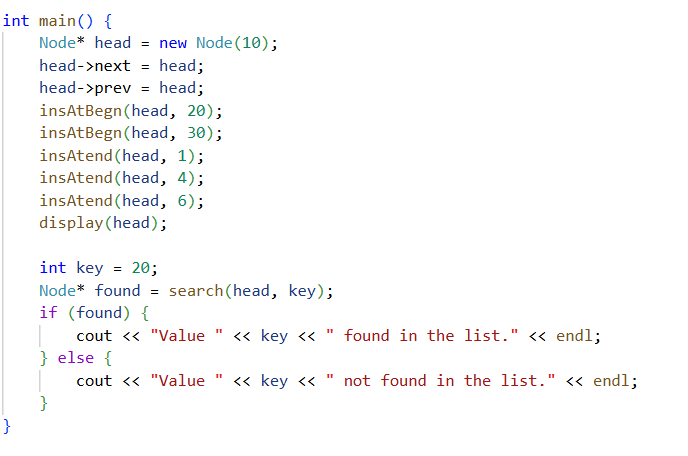 int main() {
    Node* head = new Node(10);
    head->next = head;
    head->prev = head;
    insAtBegn(head, 20);
    insAtBegn(head, 30);
    insAtend(head, 1);
    insAtend(head, 4);
    insAtend(head, 6);
    display(head);

    int key = 20;
    Node* found = search(head, key);
    if (found) {
        cout << "Value " << key << " found in the list." << endl;
    } else {
        cout << "Value " << key << " not found in the list." << endl;
    }
}